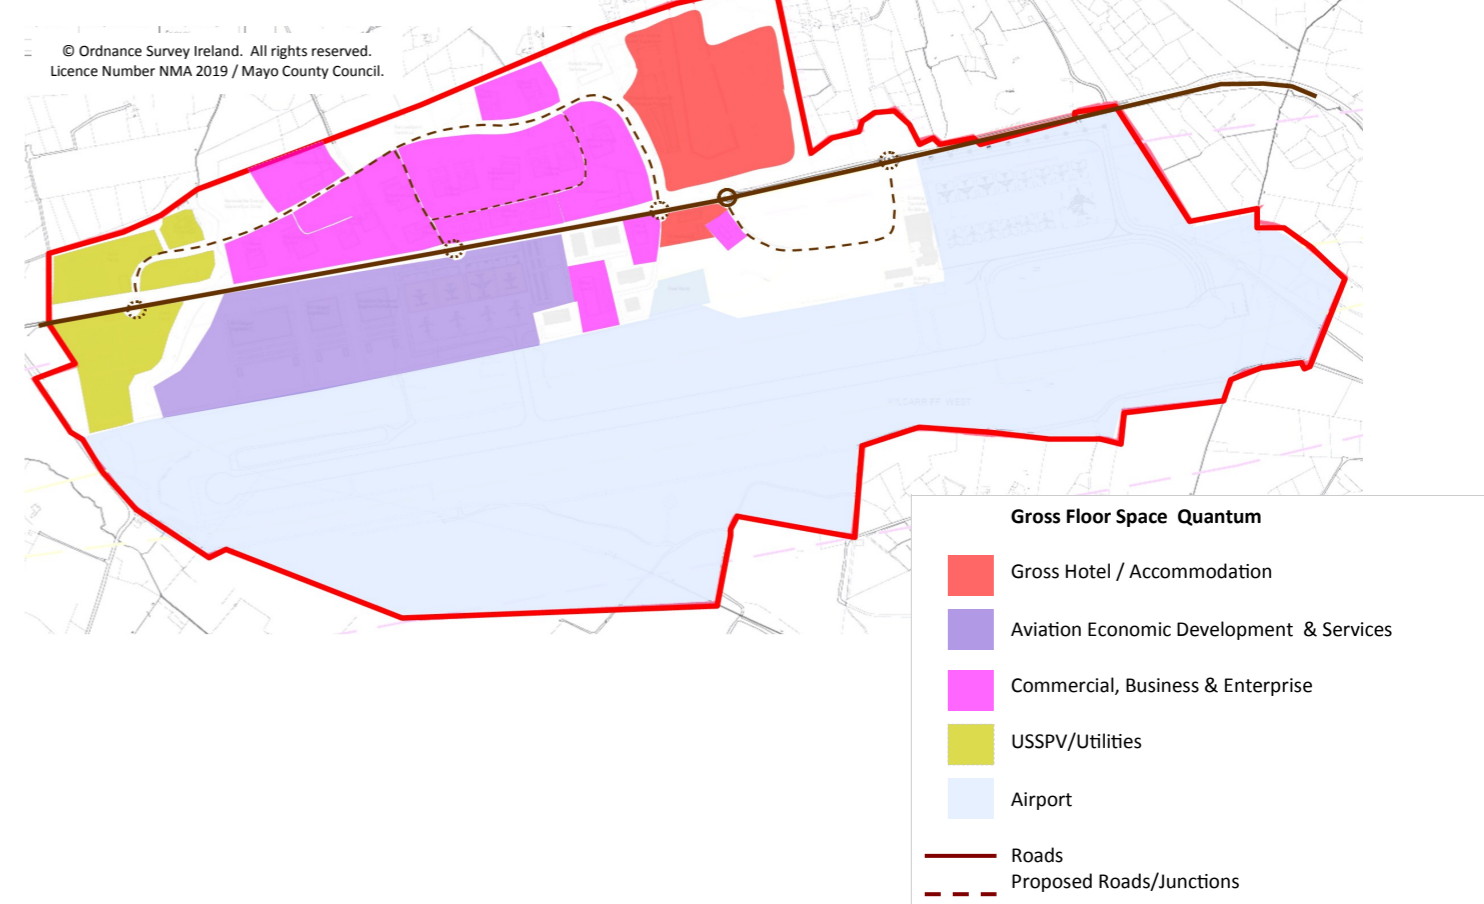 © Ordnance Survey Ireland. All rights reserved.
Licence Number NMA 2019 / Mayo County Council.
Gross Floor Space Quantum
Gross Hotel / Accommodation
Aviation Economic Development & Services
Commercial, Business & Enterprise
USSPV/Utilities
Airport
Roads
Proposed Roads/Junctions